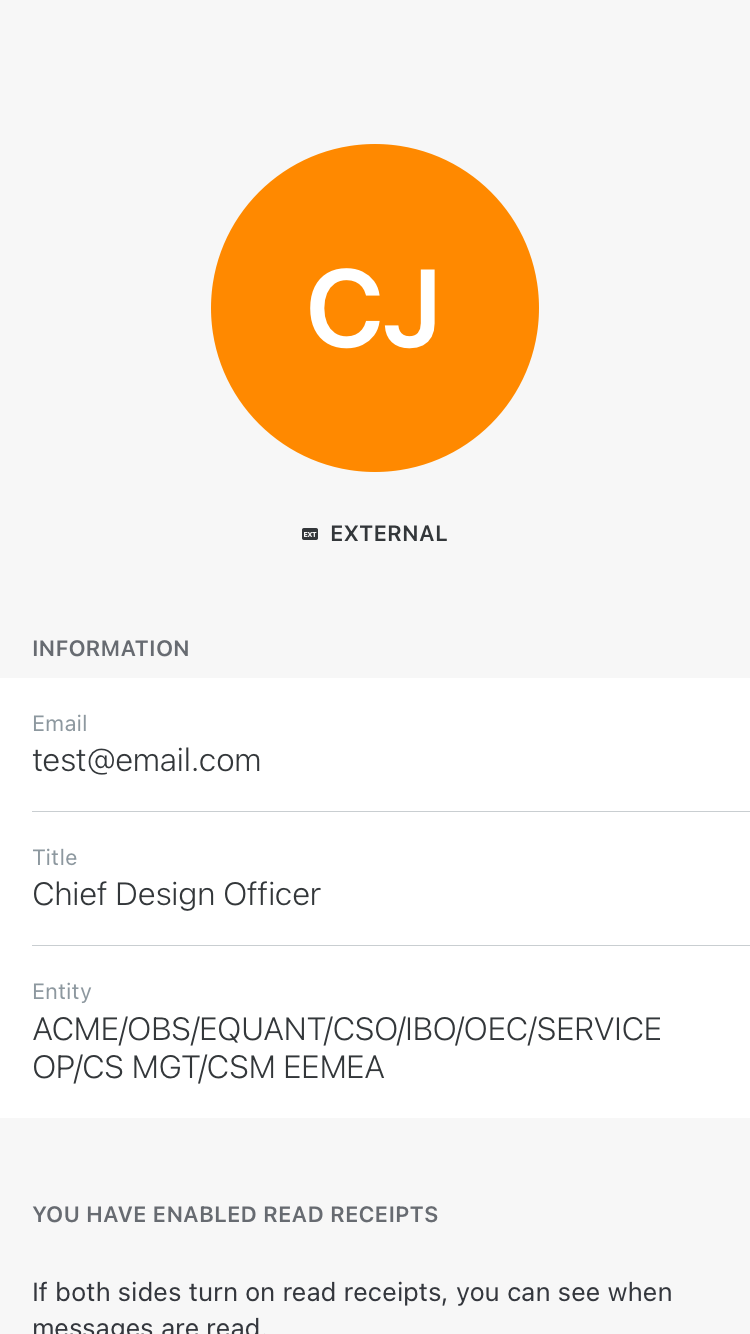 CJ
EXT EXTERNAL
INFORMATION
Email
test@email.com
Title
Chief Design Officer
Entity
ACME/OBS/EQUANT/CSO/IBO/OEC/SERVICE
OP/CS MGT/CSM EEMEA
YOU HAVE ENABLED READ RECEIPTS
If both sides turn on read receipts, you can see when
messages are read